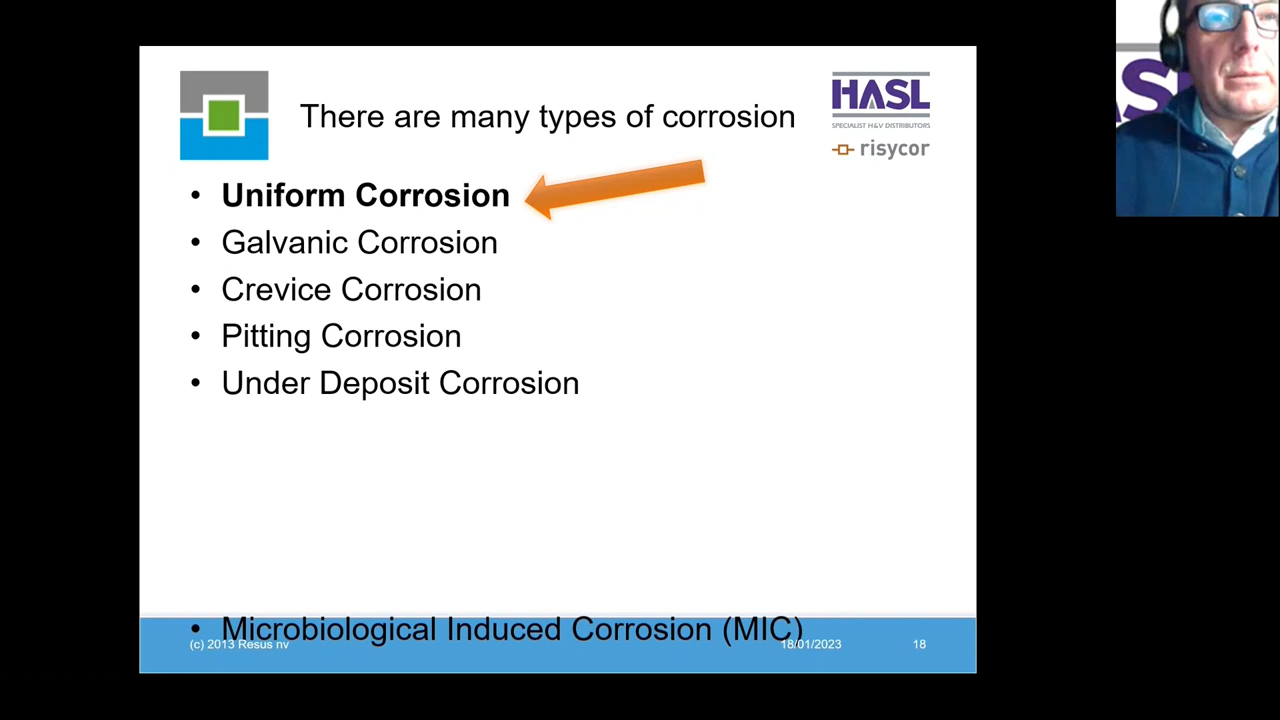 There are many types of corrosion
HASL
SPECIALIST H&V DISTRIBUTORS
risycor
• Uniform Corrosion
• Galvanic Corrosion
• Crevice Corrosion
• Pitting Corrosion
• Under Deposit Corrosion
• Microbiological Induced Corrosion (MIC)
(c) 2013 Resus nv
18/01/2023
18
HASL